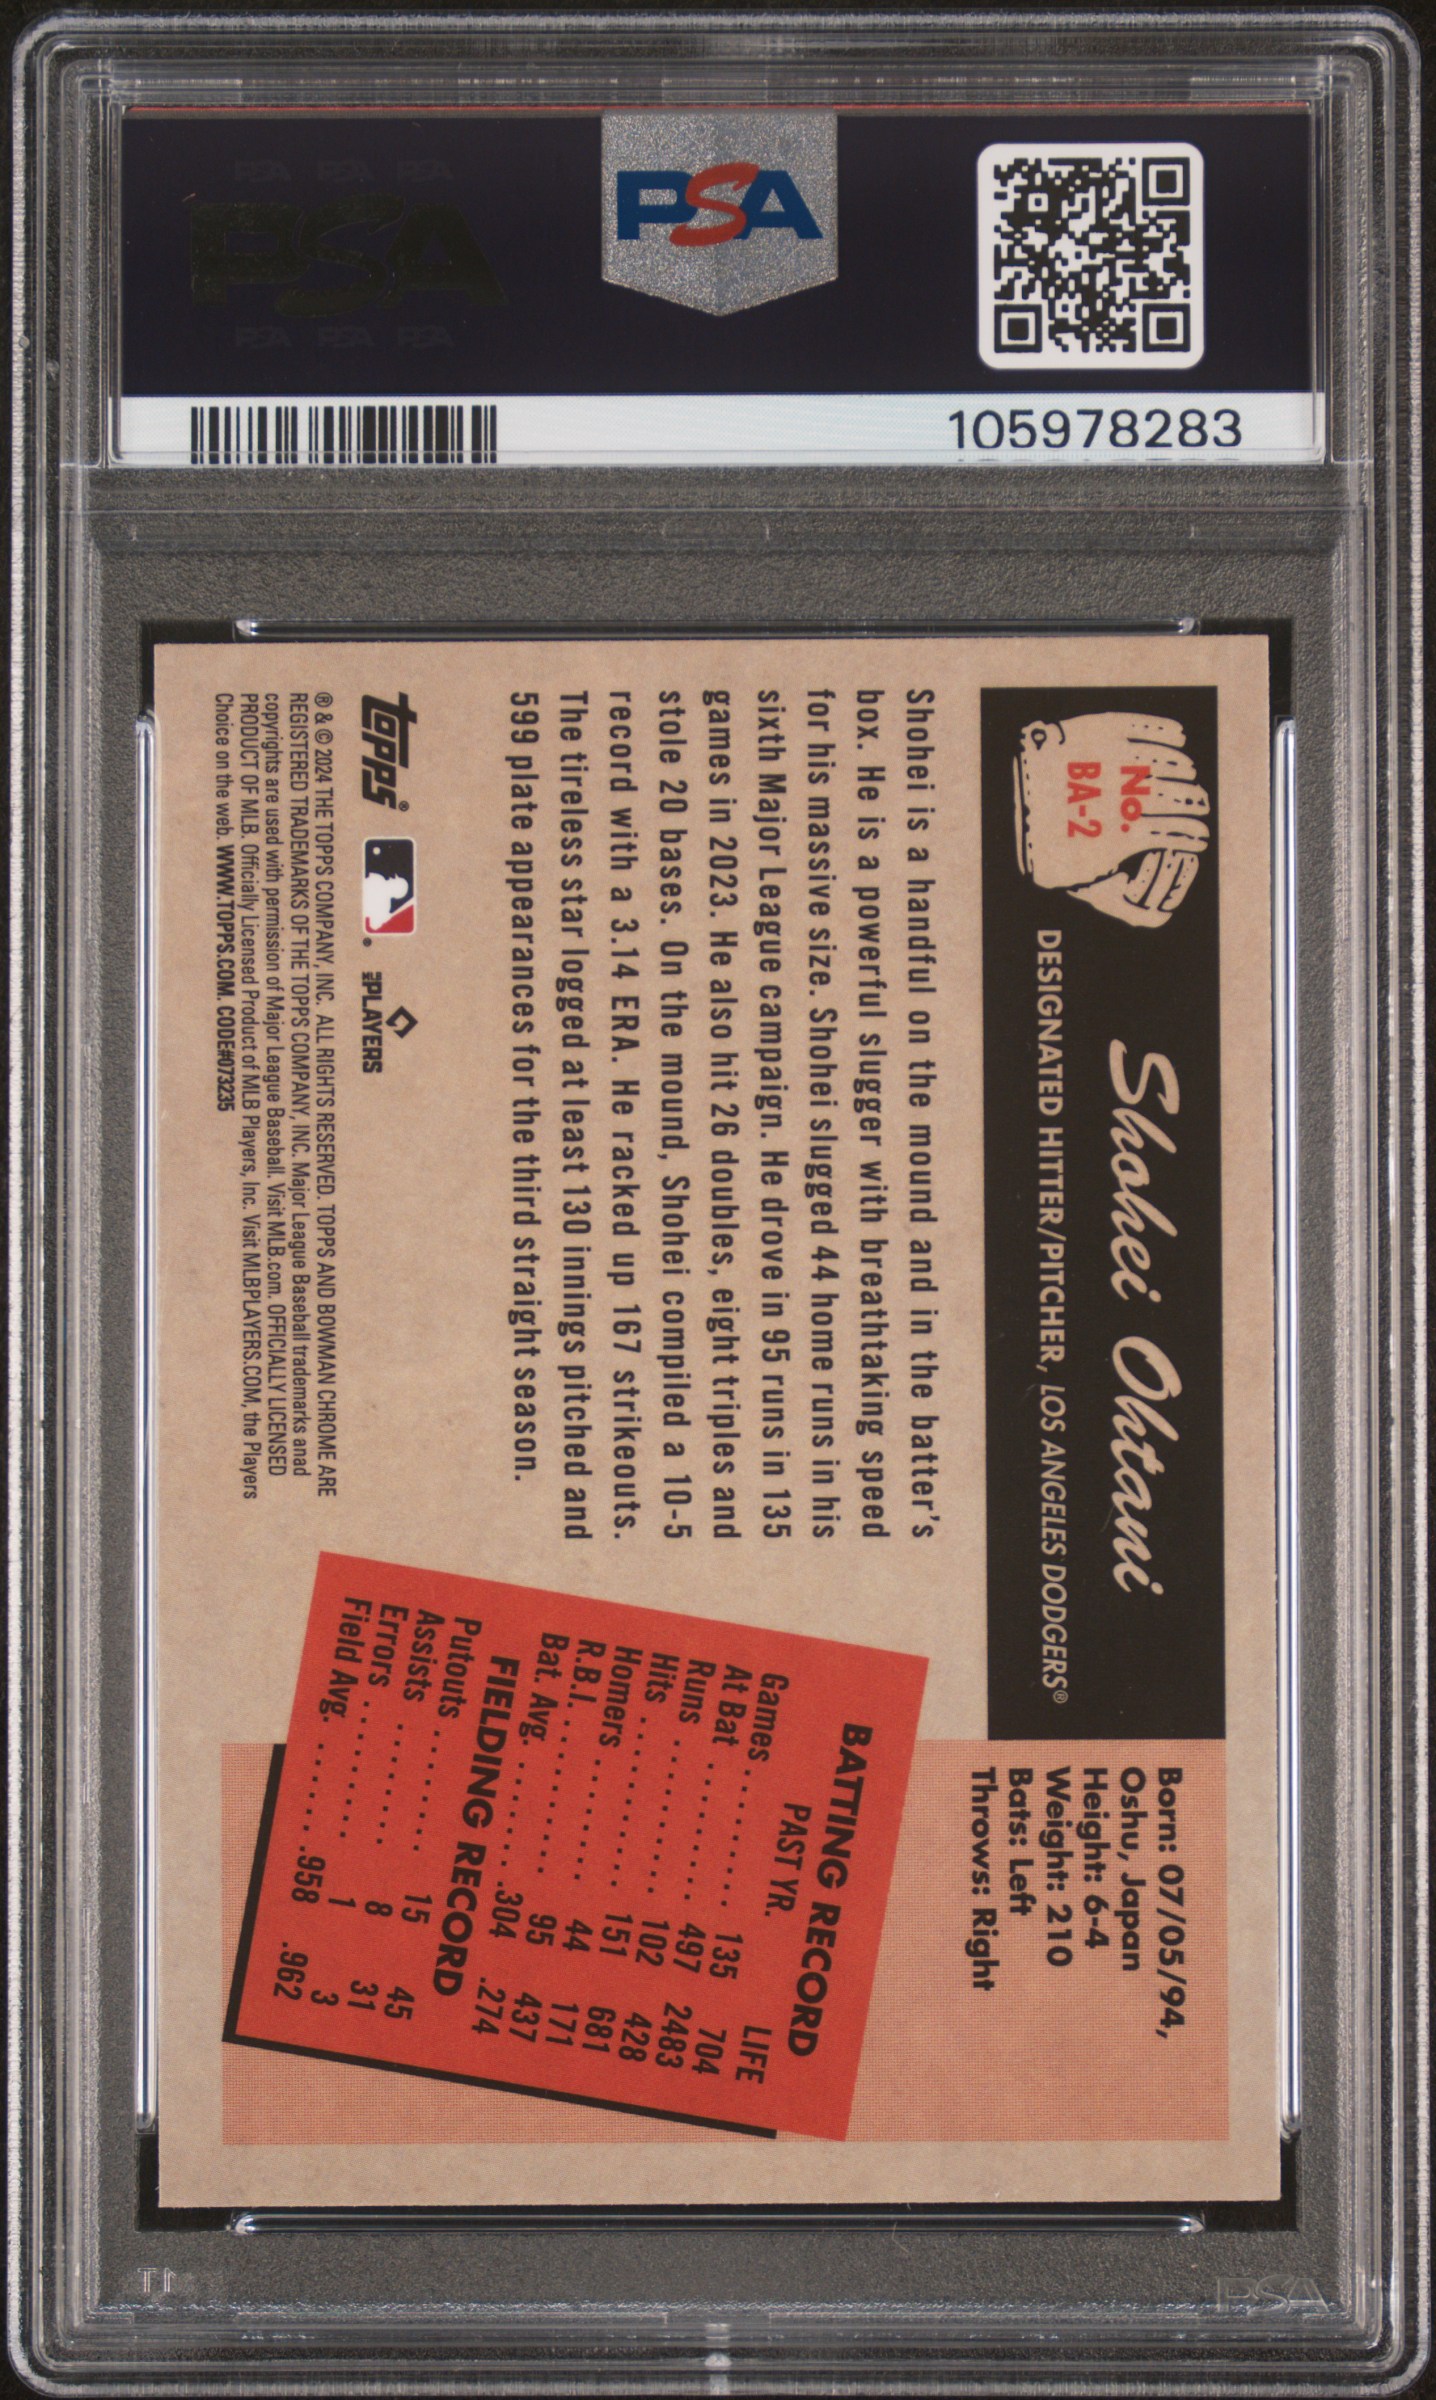 PSA PSA PSA
PSA
PSA PSA PSA
PSA
105978283
No.
BA-2
Shohei Ohtani
DESIGNATED HITTER/PITCHER, LOS ANGELES DODGERS®
Born: 07/05/94,
Oshu, Japan
Height: 6-4
Weight: 210
Bats: Left
Throws: Right
Shohei is a handful on the mound and in the batter's
box. He is a powerful slugger with breathtaking speed
for his massive size. Shohei slugged 44 home runs in his
sixth Major League campaign. He drove in 95 runs in 135
games in 2023. He also hit 26 doubles, eight triples and
stole 20 bases. On the mound, Shohei compiled a 10-5
record with a 3.14 ERA. He racked up 167 strikeouts.
The tireless star logged at least 130 innings pitched and
599 plate appearances for the third straight season.
BATTING RECORD
PAST YR. LIFE
Games . . . . . . . . . 135 704
At Bat . . . . . . . . . 497 2483
Runs . . . . . . . . . . 102 428
Hits . . . . . . . . . . 151 681
Homers . . . . . . . . 44 171
R.B.I. . . . . . . . . . . 95 437
Bat. Avg. . . . . . . . .304 .274
FIELDING RECORD
Putouts . . . . . . . . 15 45
Assists . . . . . . . . 8 31
Errors . . . . . . . . . 1 3
Field Avg. . . . . . . .958 .962
topps® ® MLB PLAYERS
® & © 2024 THE TOPPS COMPANY, INC. ALL RIGHTS RESERVED. TOPPS AND BOWMAN CHROME ARE
REGISTERED TRADEMARKS OF THE TOPPS COMPANY, INC. Major League Baseball trademarks anad
copyrights are used with permission of Major League Baseball. Visit MLB.com. OFFICIALLY LICENSED
PRODUCT OF MLB. Officially Licensed Product of MLB Players, Inc. Visit MLBPLAYERS.COM, the Players
Choice on the web. WWW.TOPPS.COM. CODE#073235
PSA